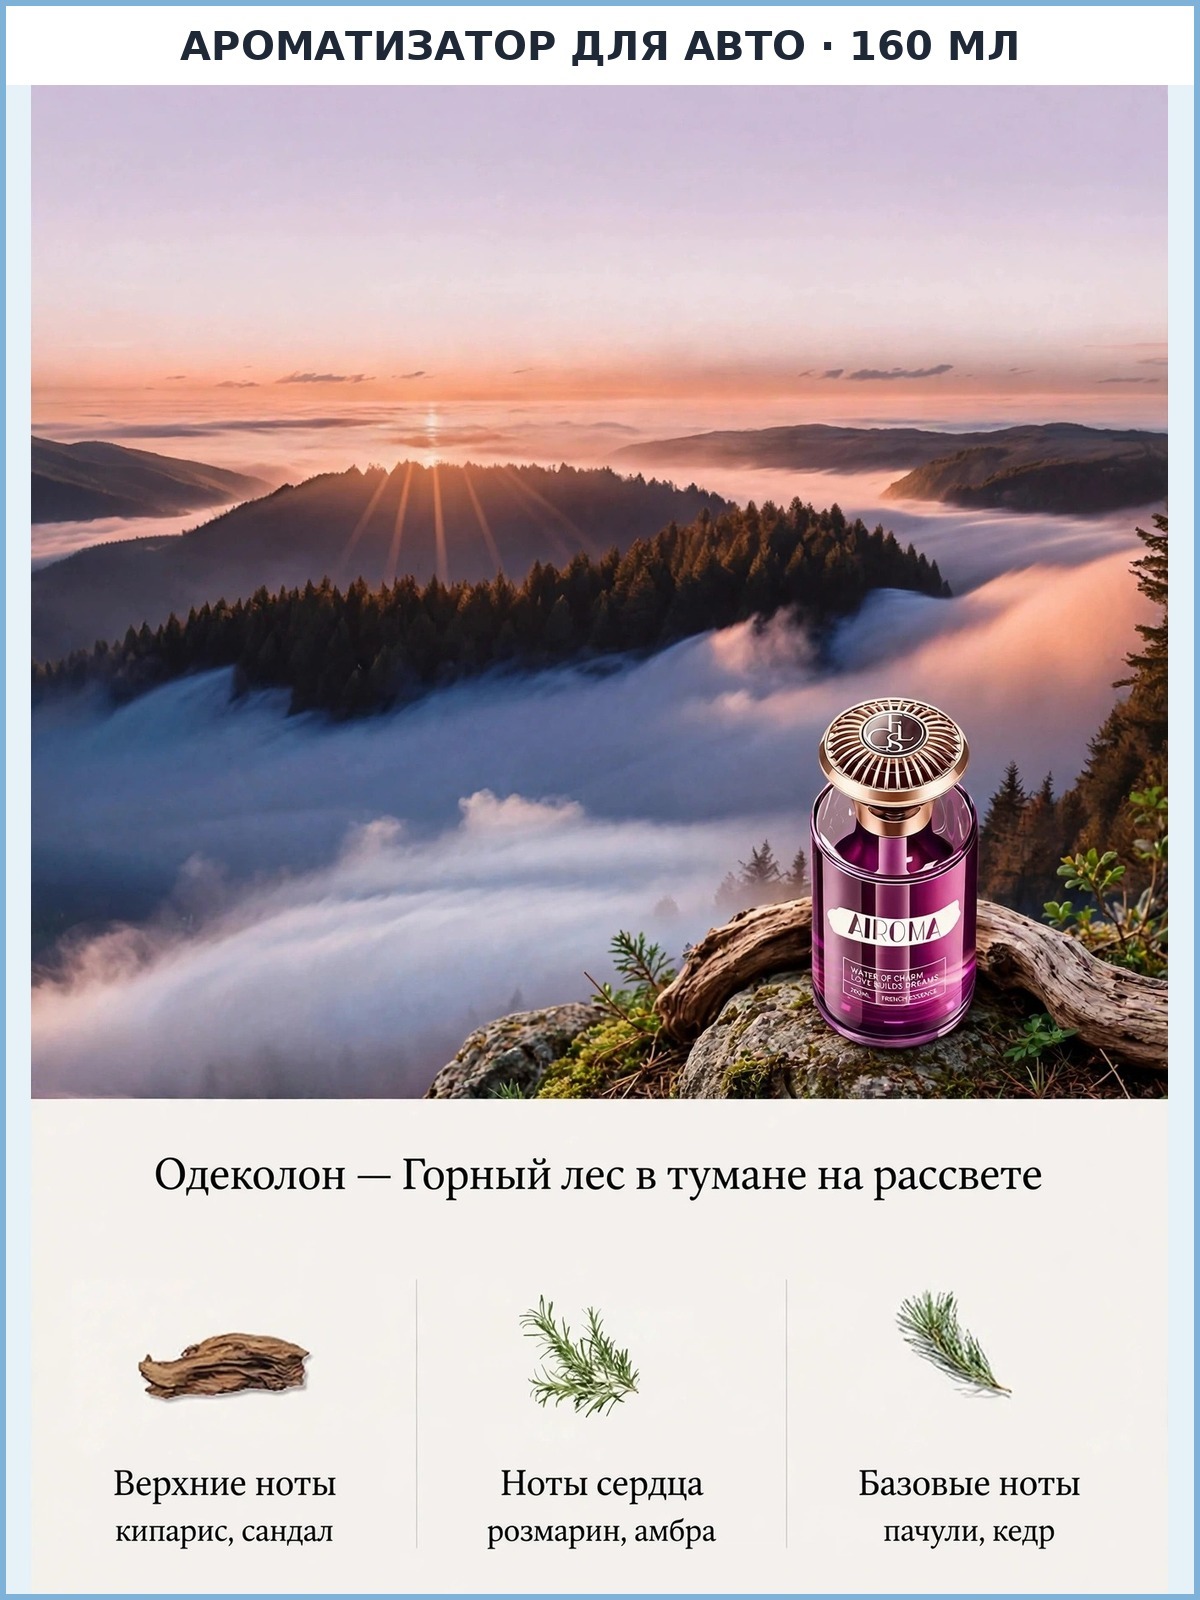 АРОМАТИЗАТОР ДЛЯ АВТО · 160 МЛ
AIROMA
WATER OF CHARM
LOVE BUILDS DREAMS
FRENCH ESSENCE
Одеколон — Горный лес в тумане на рассвете
Верхние ноты
кипарис, сандал
Ноты сердца
розмарин, амбра
Базовые ноты
пачули, кедр